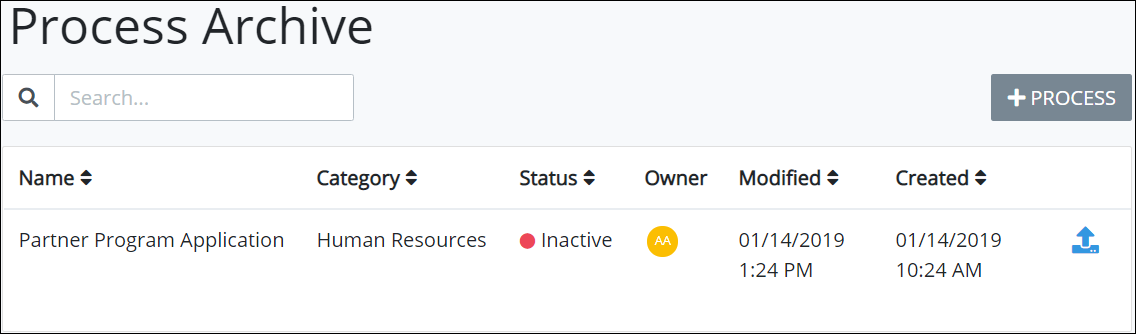 Process Archive
Search...
+ PROCESS
Name Category Status Owner Modified Created
Partner Program Application Human Resources Inactive AA 01/14/2019 01/14/2019
1:24 PM 10:24 AM